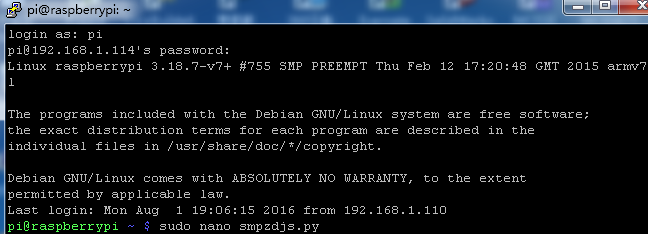 pi@raspberrypi: ~
login as: pi
pi@192.168.1.114's password:
Linux raspberrypi 3.18.7-v7+ #755 SMP PREEMPT Thu Feb 12 17:20:48 GMT 2015 armv7
l
The programs included with the Debian GNU/Linux system are free software;
the exact distribution terms for each program are described in the
individual files in /usr/share/doc/*/copyright.
Debian GNU/Linux comes with ABSOLUTELY NO WARRANTY, to the extent
permitted by applicable law.
Last login: Mon Aug  1 19:06:15 2016 from 192.168.1.110
pi@raspberrypi ~ $ sudo nano smpzdjs.py